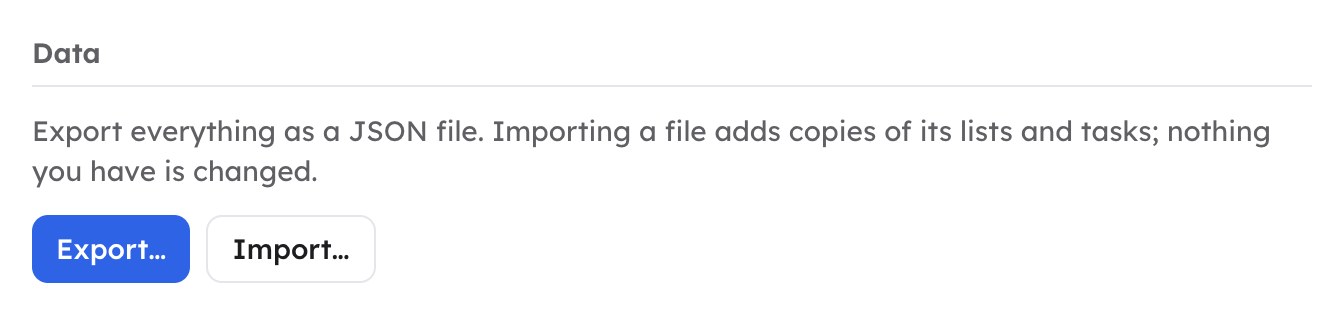 Data
Export everything as a JSON file. Importing a file adds copies of its lists and tasks; nothing
you have is changed.
Export…
Import…